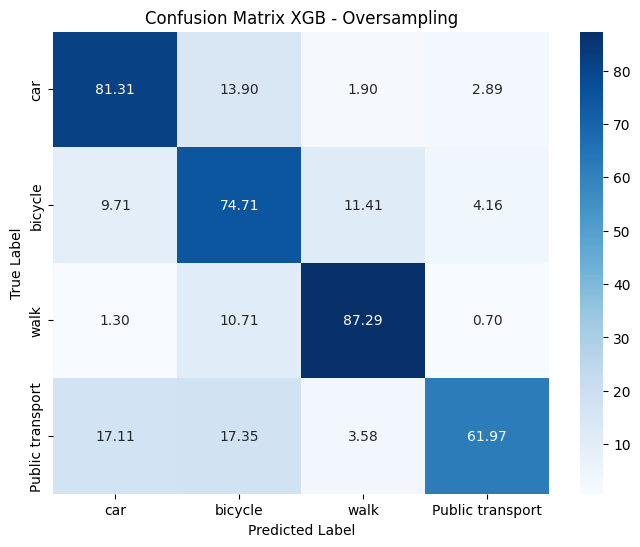 Confusion Matrix XGB - Oversampling
True Label
car
81.31 13.90 1.90 2.89
bicycle
9.71 74.71 11.41 4.16
walk
1.30 10.71 87.29 0.70
Public transport
17.11 17.35 3.58 61.97
car bicycle walk Public transport
Predicted Label
80
70
60
50
40
30
20
10